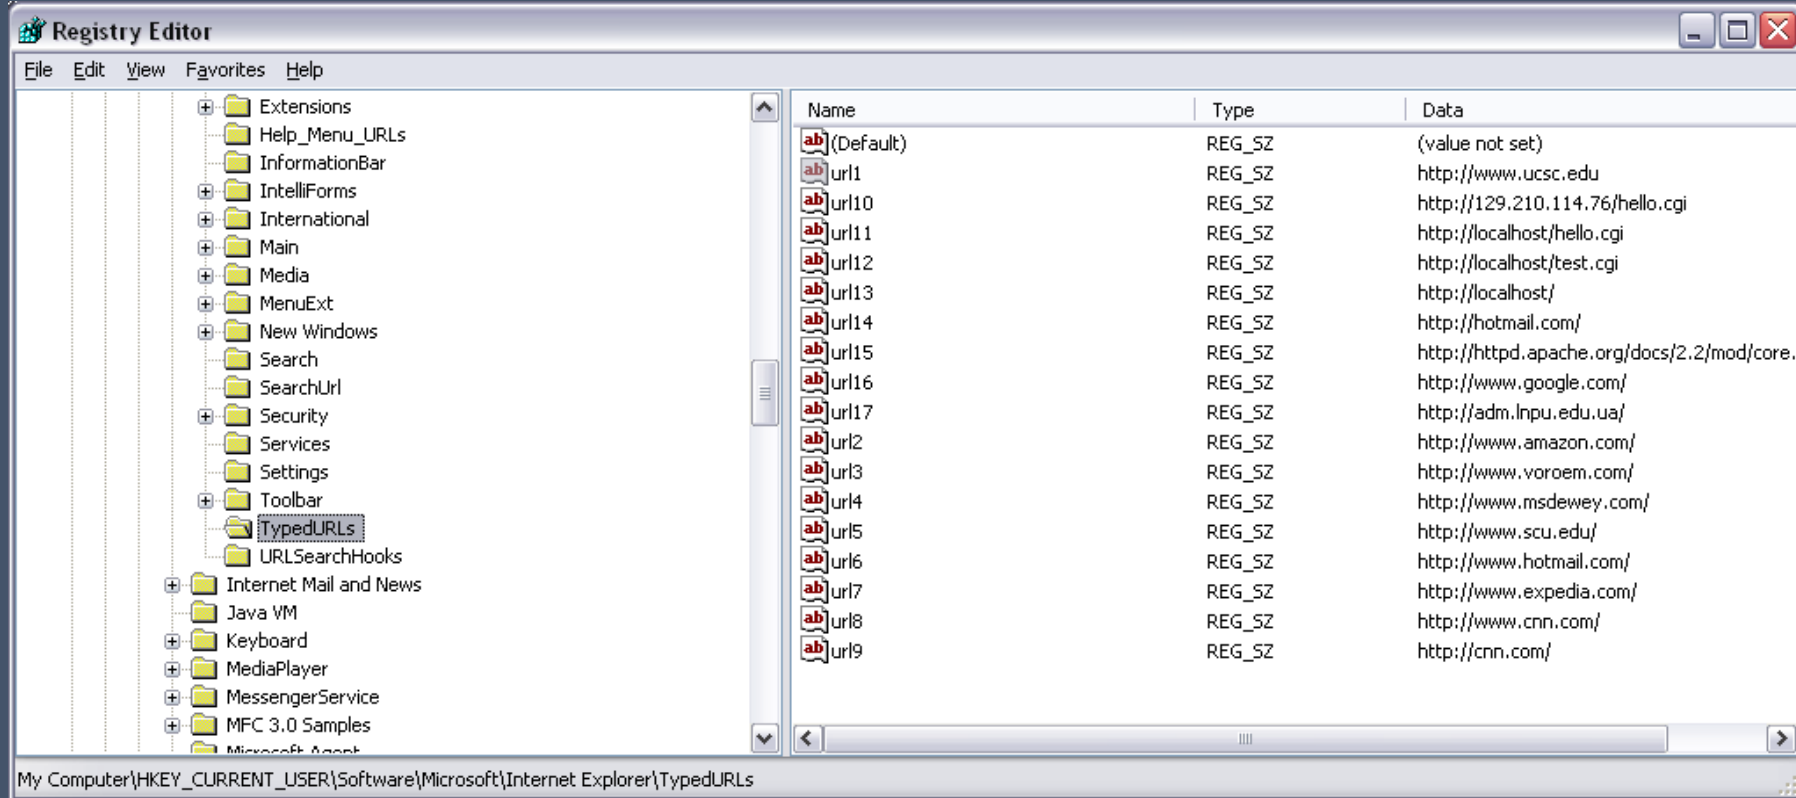 Registry Editor
File Edit View Favorites Help
Extensions
Help_Menu_URLs
InformationBar
IntelliForms
International
Main
Media
MenuExt
New Windows
Search
SearchUrl
Security
Services
Settings
Toolbar
TypedURLs
URLSearchHooks
Internet Mail and News
Java VM
Keyboard
MediaPlayer
MessengerService
MFC 3.0 Samples
Microsoft Agent
Name Type Data
(Default) REG_SZ (value not set)
url1 REG_SZ http://www.ucsc.edu
url10 REG_SZ http://129.210.114.76/hello.cgi
url11 REG_SZ http://localhost/hello.cgi
url12 REG_SZ http://localhost/test.cgi
url13 REG_SZ http://localhost/
url14 REG_SZ http://hotmail.com/
url15 REG_SZ http://httpd.apache.org/docs/2.2/mod/core.
url16 REG_SZ http://www.google.com/
url17 REG_SZ http://adm.lnpu.edu.ua/
url2 REG_SZ http://www.amazon.com/
url3 REG_SZ http://www.voroem.com/
url4 REG_SZ http://www.msdewey.com/
url5 REG_SZ http://www.scu.edu/
url6 REG_SZ http://www.hotmail.com/
url7 REG_SZ http://www.expedia.com/
url8 REG_SZ http://www.cnn.com/
url9 REG_SZ http://cnn.com/
My Computer\HKEY_CURRENT_USER\Software\Microsoft\Internet Explorer\TypedURLs